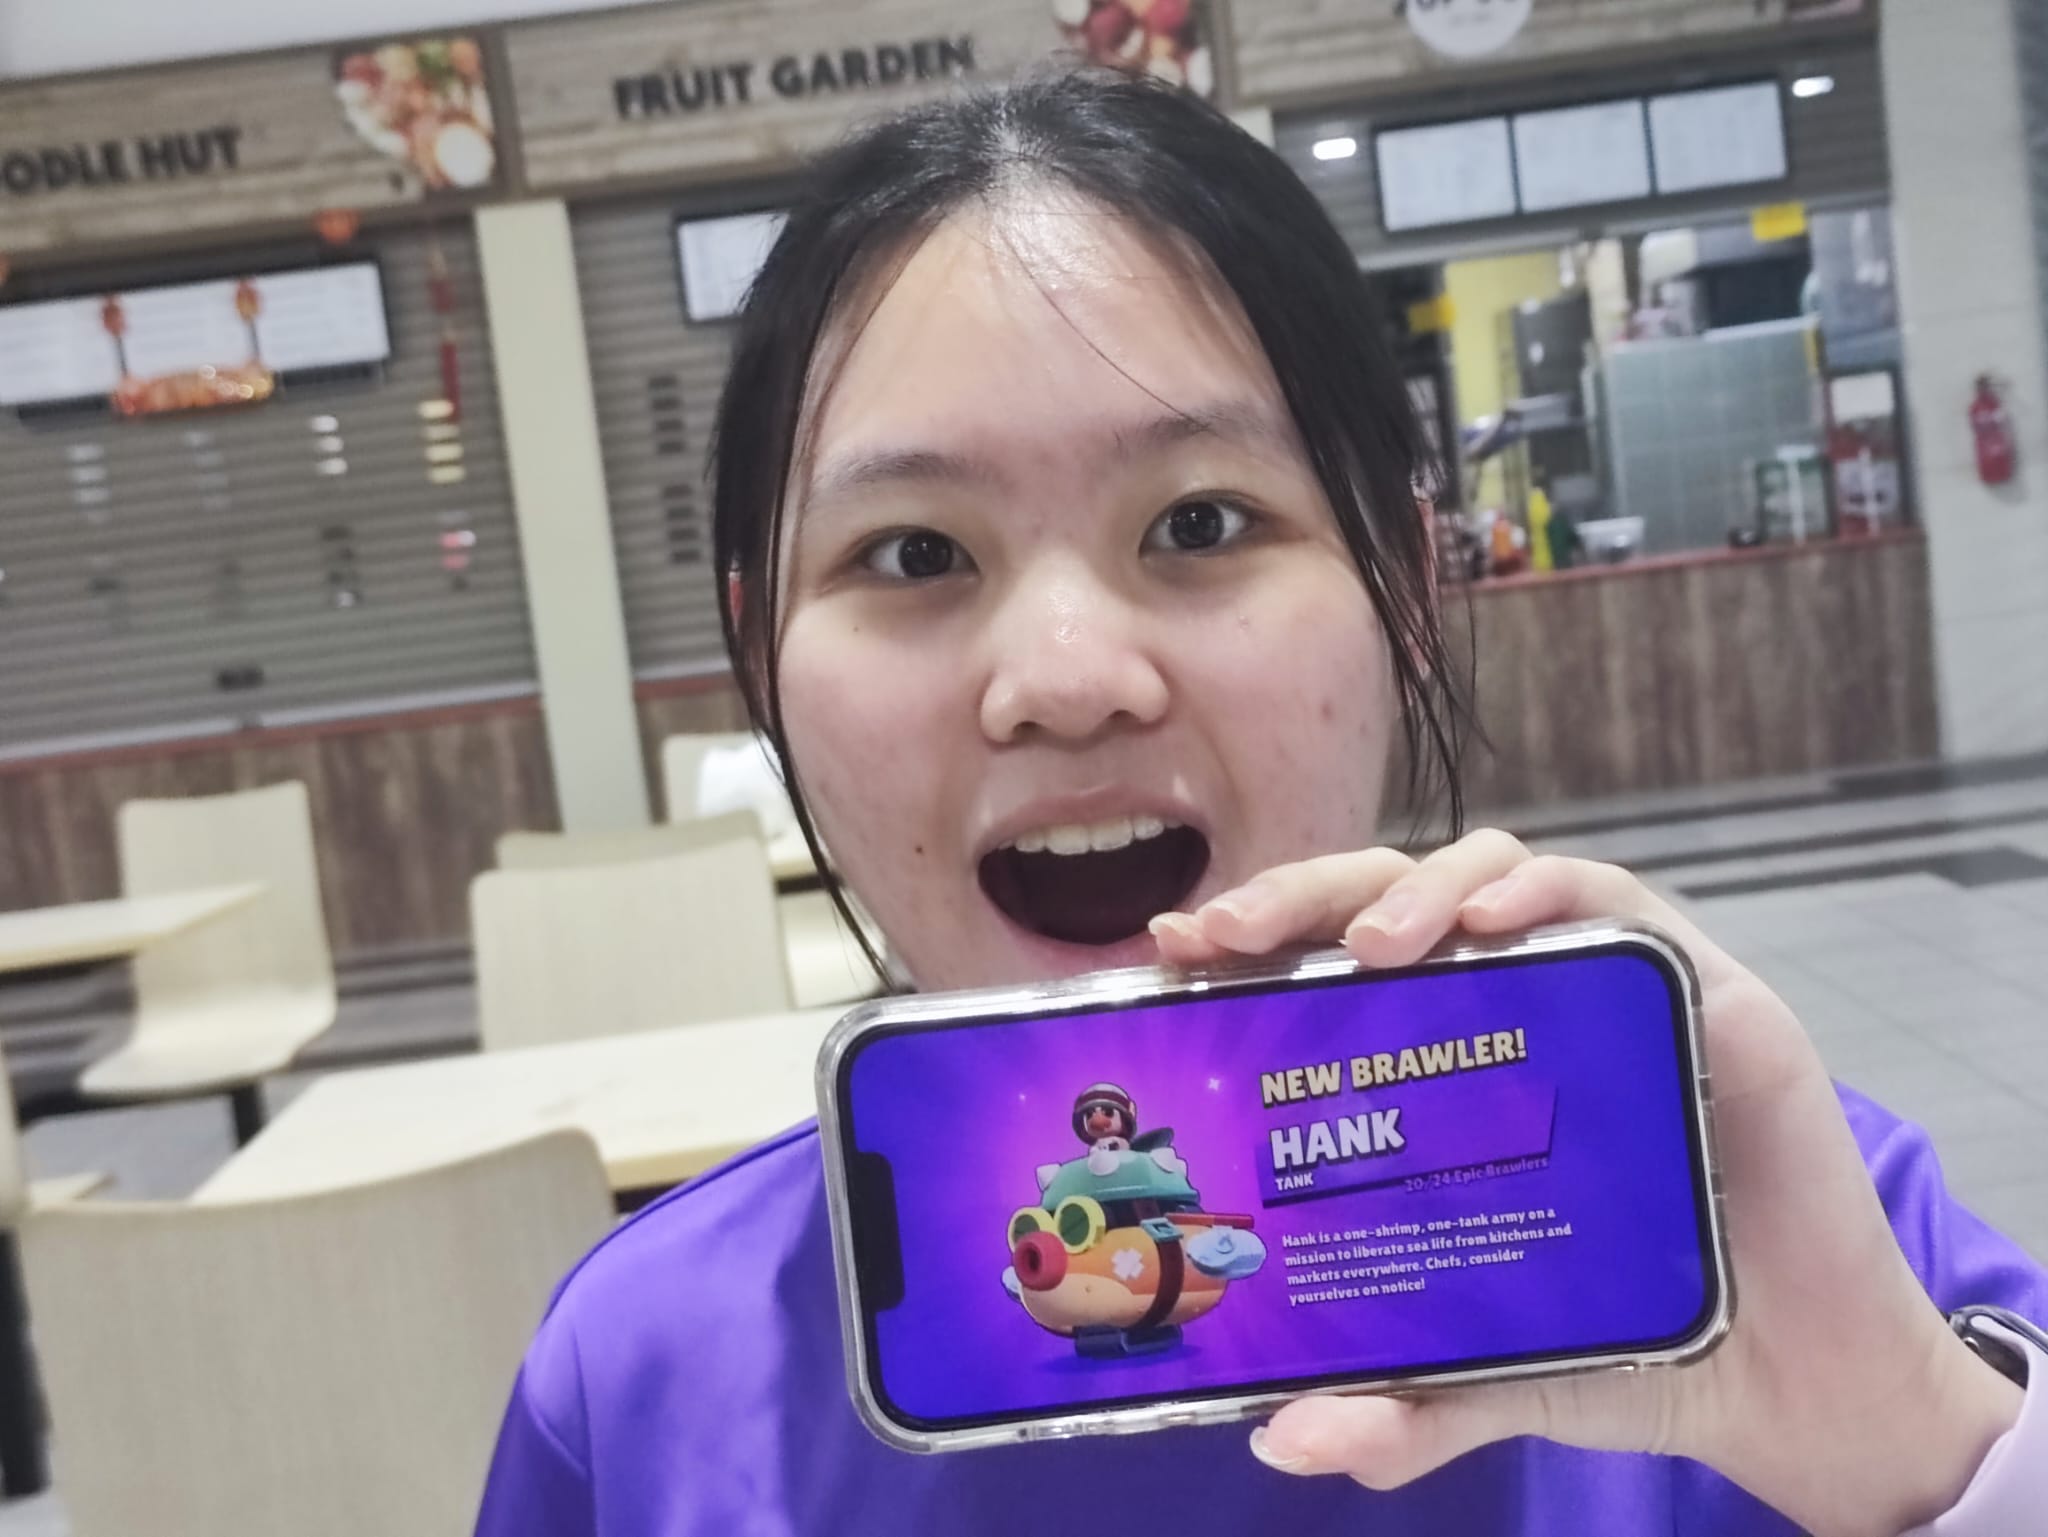 OODLE HUT
FRUIT GARDEN
NEW BRAWLER!
HANK
TANK
20/24 Epic Brawlers
Hank is a one-shrimp, one-tank army on a
mission to liberate sea life from kitchens and
markets everywhere. Chefs, consider
yourselves on notice!